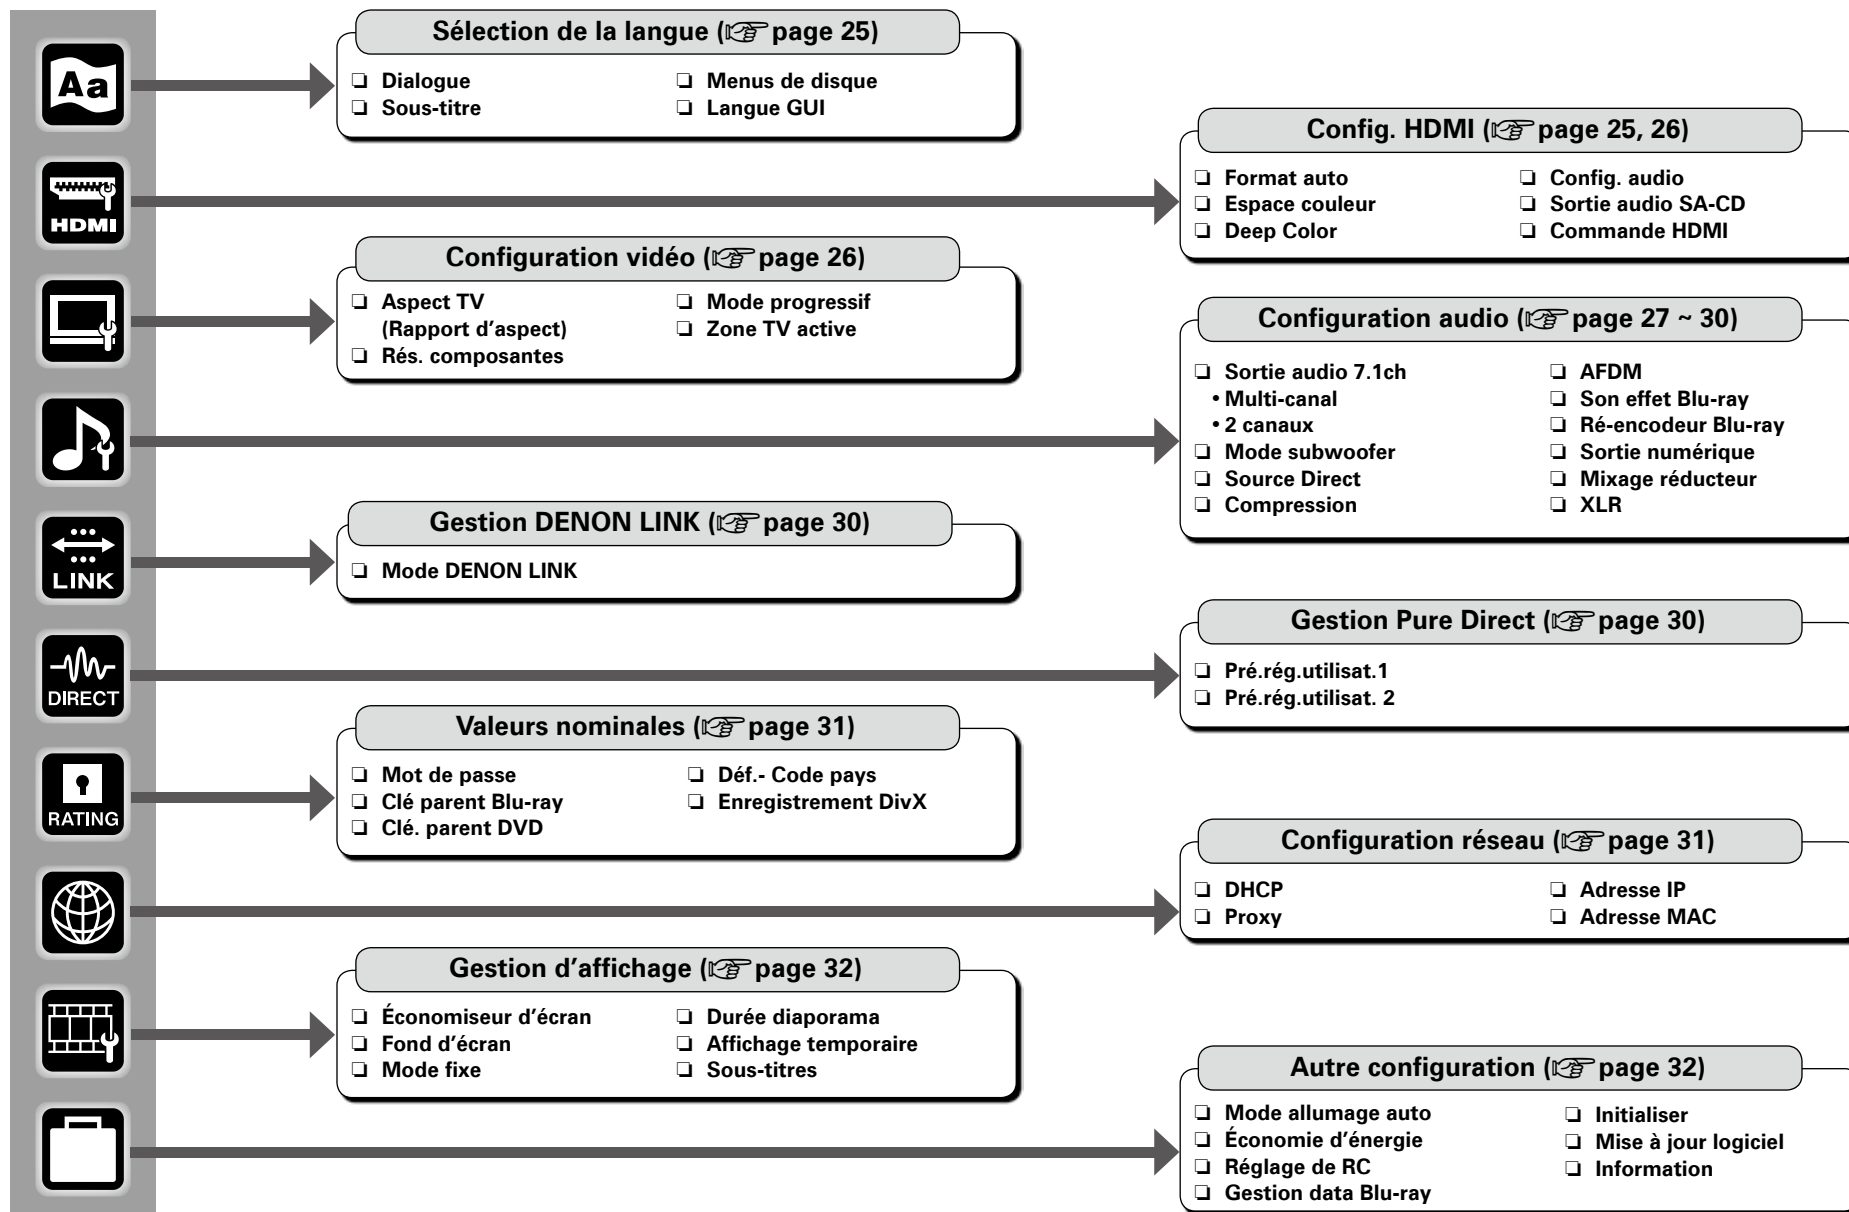 Aa
Sélection de la langue (☞ page 25)
❏ Dialogue
❏ Sous-titre
❏ Menus de disque
❏ Langue GUI
HDMI
Config. HDMI (☞ page 25, 26)
❏ Format auto
❏ Espace couleur
❏ Deep Color
❏ Config. audio
❏ Sortie audio SA-CD
❏ Commande HDMI
Configuration vidéo (☞ page 26)
❏ Aspect TV
(Rapport d’aspect)
❏ Rés. composantes
❏ Mode progressif
❏ Zone TV active
Configuration audio (☞ page 27 ~ 30)
❏ Sortie audio 7.1ch
• Multi-canal
• 2 canaux
❏ Mode subwoofer
❏ Source Direct
❏ Compression
❏ AFDM
❏ Son effet Blu-ray
❏ Ré-encodeur Blu-ray
❏ Sortie numérique
❏ Mixage réducteur
❏ XLR
LINK
Gestion DENON LINK (☞ page 30)
❏ Mode DENON LINK
DIRECT
Gestion Pure Direct (☞ page 30)
❏ Pré.rég.utilisat.1
❏ Pré.rég.utilisat. 2
RATING
Valeurs nominales (☞ page 31)
❏ Mot de passe
❏ Clé parent Blu-ray
❏ Clé. parent DVD
❏ Déf.- Code pays
❏ Enregistrement DivX
Configuration réseau (☞ page 31)
❏ DHCP
❏ Proxy
❏ Adresse IP
❏ Adresse MAC
Gestion d’affichage (☞ page 32)
❏ Économiseur d’écran
❏ Fond d’écran
❏ Mode fixe
❏ Durée diaporama
❏ Affichage temporaire
❏ Sous-titres
Autre configuration (☞ page 32)
❏ Mode allumage auto
❏ Économie d’énergie
❏ Réglage de RC
❏ Gestion data Blu-ray
❏ Initialiser
❏ Mise à jour logiciel
❏ Information